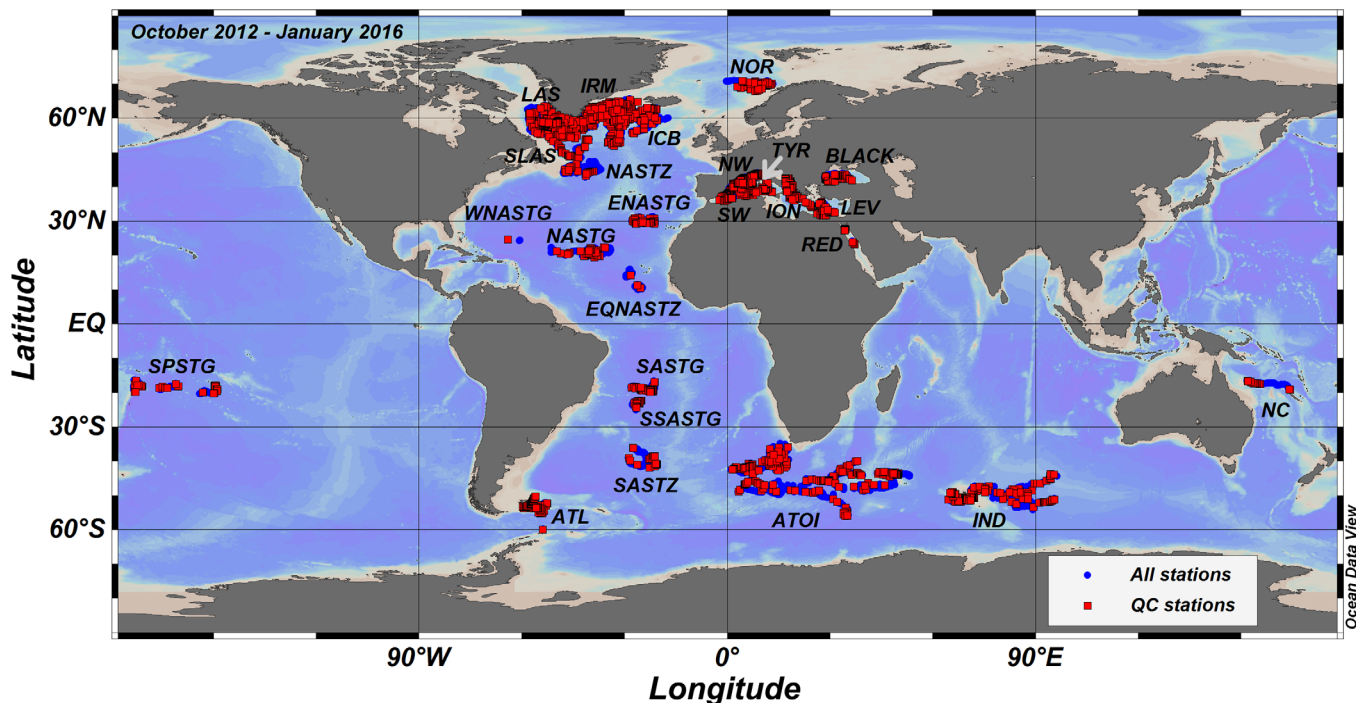 October 2012 - January 2016
NOR
LAS
IRM
60°N
ICB
SLAS
NASTZ
NW
TYR
BLACK
WNASTG
ENASTG
30°N
SW
ION
LEV
NASTG
RED
EQNASTZ
EQ
SPSTG
SASTG
NC
SSASTG
30°S
SASTZ
ATL
ATOI
IND
60°S
All stations
QC stations
90°W
0°
90°E
Longitude
Latitude
Ocean Data View